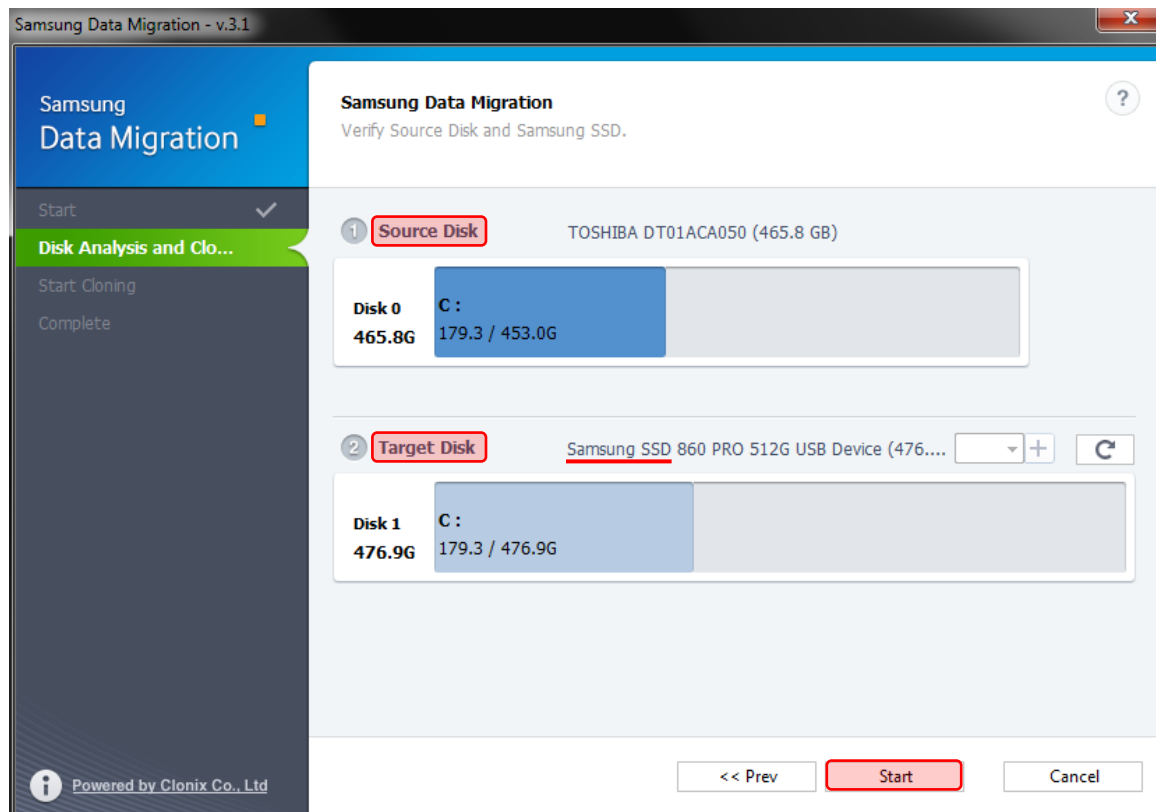 Samsung Data Migration - v.3.1
x
Samsung
Data Migration
Start
Disk Analysis and Clo...
Start Cloning
Complete
i Powered by Clonix Co., Ltd
Samsung Data Migration
?
Verify Source Disk and Samsung SSD.
1 Source Disk TOSHIBA DT01ACA050 (465.8 GB)
Disk 0
465.8G
C :
179.3 / 453.0G
2 Target Disk Samsung SSD 860 PRO 512G USB Device (476.... +
Disk 1
476.9G
C :
179.3 / 476.9G
<< Prev Start Cancel